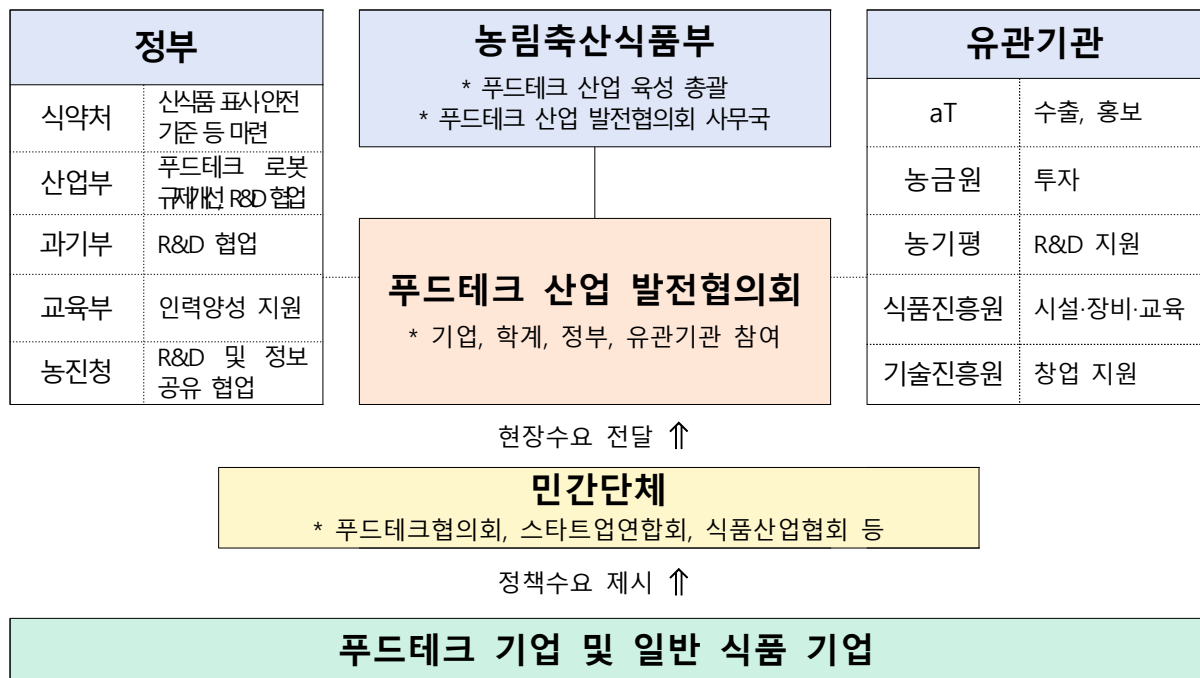 정부
식약처
신식품 표시·안전
기준 등 마련
산업부
푸드테크 로봇
규제개선, R&D 협업
과기부
R&D 협업
교육부
인력양성 지원
농진청
R&D 및 정보
공유 협업
농림축산식품부
* 푸드테크 산업 육성 총괄
* 푸드테크 산업 발전협의회 사무국
푸드테크 산업 발전협의회
* 기업, 학계, 정부, 유관기관 참여
유관기관
aT
수출, 홍보
농금원
투자
농기평
R&D 지원
식품진흥원
시설·장비·교육
기술진흥원
창업 지원
현장수요 전달 ⇑
민간단체
* 푸드테크협의회, 스타트업연합회, 식품산업협회 등
정책수요 제시 ⇑
푸드테크 기업 및 일반 식품 기업